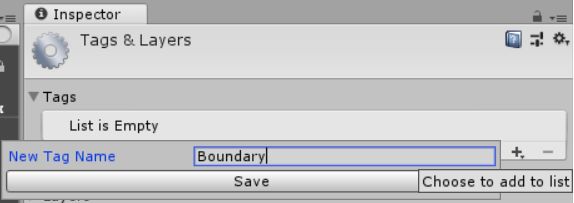 Inspector
Tags & Layers
Tags
List is Empty
New Tag Name
Boundary
Save
Choose to add to list